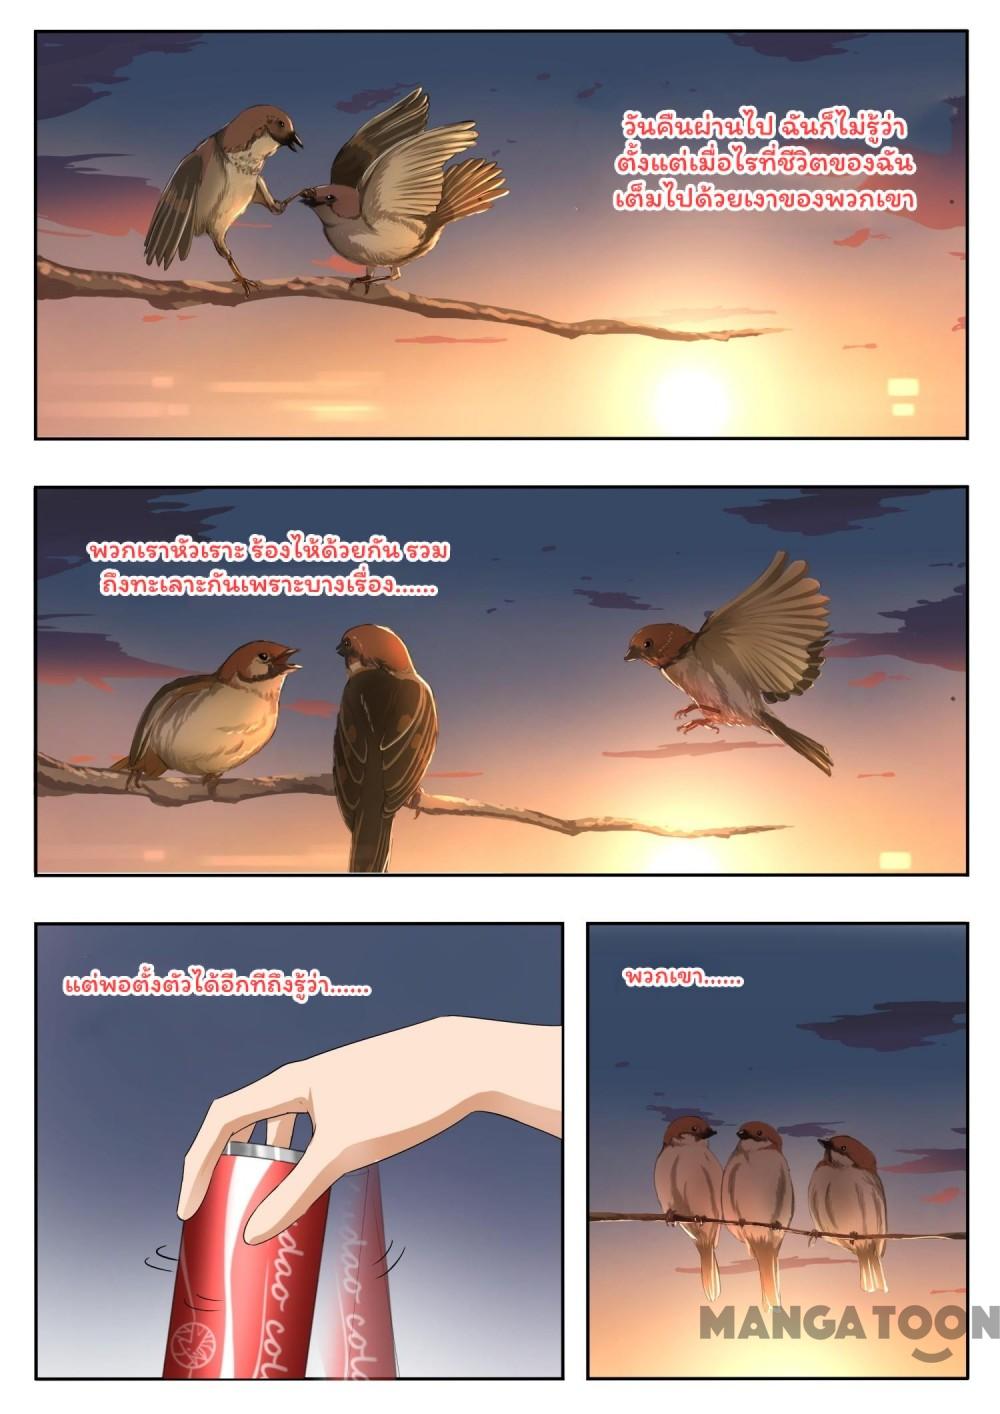 วันคืนผ่านไป ฉันก็ไม่รู้ว่า
ตั้งแต่เมื่อไรที่ชีวิตของฉัน
เต็มไปด้วยเงาของพวกเขา
พวกเราหัวเราะ ร้องไห้ด้วยกัน รวม
ถึงทะเลาะกันเพราะบางเรื่อง......
แต่พอตั้งตัวได้อีกทีถึงรู้ว่า......
พวกเขา......
MANGATOON